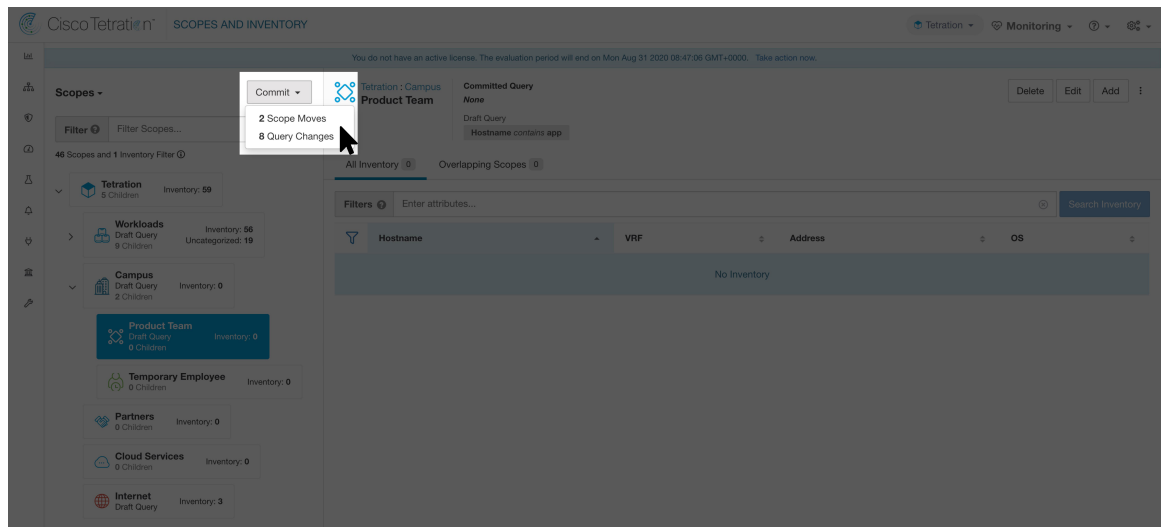 Cisco Tetration SCOPES AND INVENTORY Tetration Monitoring
You do not have an active license. The evaluation period will end on Mon Aug 31 2020 08:47:06 GMT+0000. Take action now.
Scopes
Commit
2 Scope Moves
8 Query Changes
Filter Filter Scopes...
46 Scopes and 1 Inventory Filter
Tetration
5 Children
Inventory: 59
Workloads
Draft Query
9 Children
Inventory: 56
Uncategorized: 19
Campus
Draft Query
2 Children
Inventory: 0
Product Team
Draft Query
0 Children
Inventory: 0
Temporary Employee
0 Children
Inventory: 0
Partners
0 Children
Inventory: 0
Cloud Services
0 Children
Inventory: 0
Internet
Draft Query
Inventory: 3
Tetration : Campus
Product Team
Committed Query
None
Draft Query
Hostname contains app
Delete Edit Add
All Inventory 0 Overlapping Scopes 0
Filters Enter attributes... Search Inventory
Hostname VRF Address OS
No Inventory